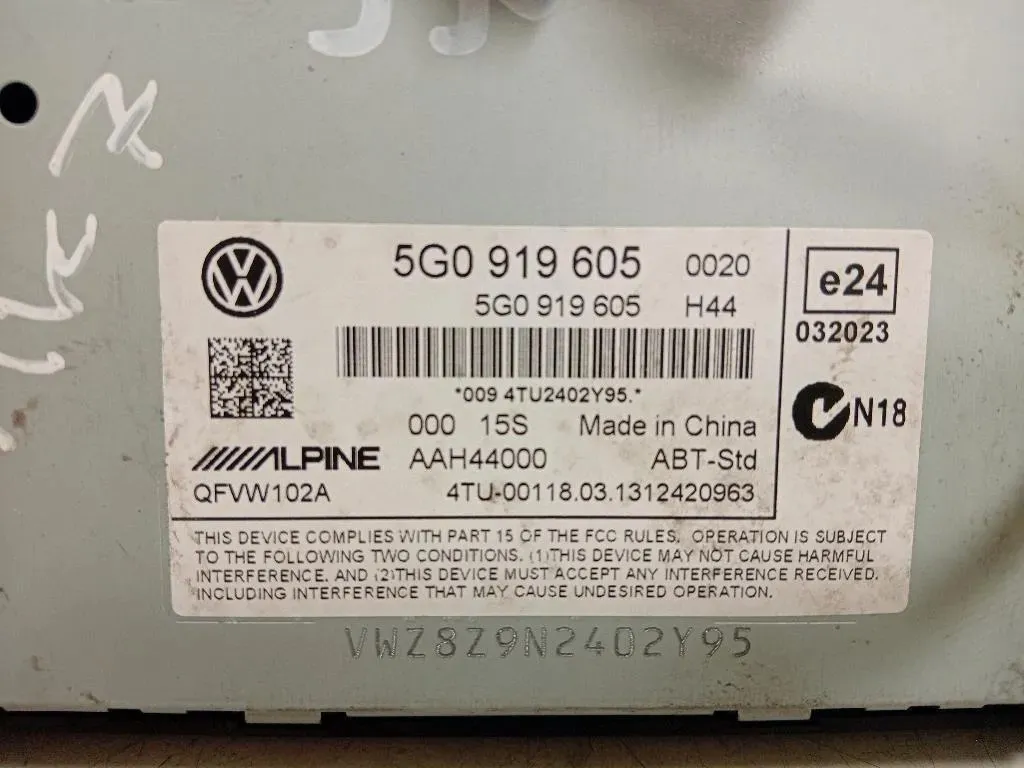 5G0 919 605 0020
5G0 919 605 H44
e24
032023
*009 4TU2402Y95.*
000 15S Made in China
N18
ALPINE AAH44000 ABT-Std
QFVW102A 4TU-00118.03.1312420963
THIS DEVICE COMPLIES WITH PART 15 OF THE FCC RULES. OPERATION IS SUBJECT
TO THE FOLLOWING TWO CONDITIONS. (1)THIS DEVICE MAY NOT CAUSE HARMFUL
INTERFERENCE. AND (2)THIS DEVICE MUST ACCEPT ANY INTERFERENCE RECEIVED.
INCLUDING INTERFERENCE THAT MAY CAUSE UNDESIRED OPERATION.
VWZ8Z9N2402Y95